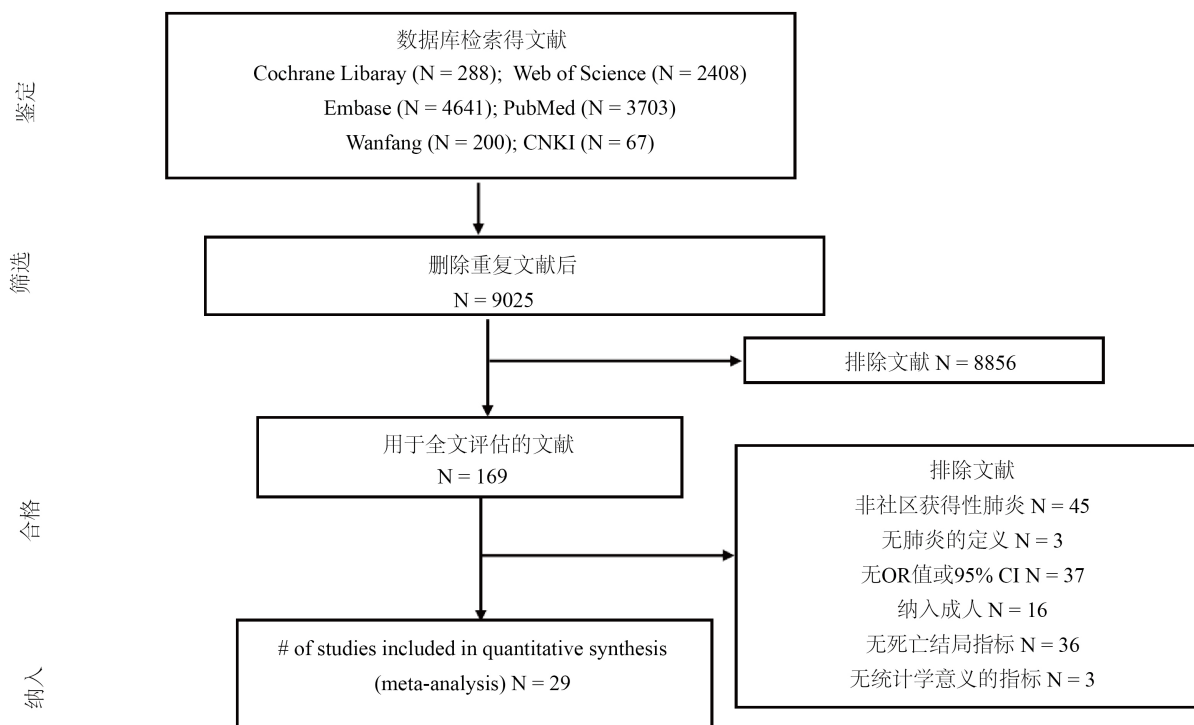 鉴定
数据库检索得文献
Cochrane Libaray (N = 288); Web of Science (N = 2408)
Embase (N = 4641); PubMed (N = 3703)
Wanfang (N = 200); CNKI (N = 67)
筛选
删除重复文献后
N = 9025
排除文献 N = 8856
合格
用于全文评估的文献
N = 169
排除文献
非社区获得性肺炎 N = 45
无肺炎的定义 N = 3
无OR值或95% CI N = 37
纳入成人 N = 16
无死亡结局指标 N = 36
无统计学意义的指标 N = 3
纳入
# of studies included in quantitative synthesis
(meta-analysis) N = 29